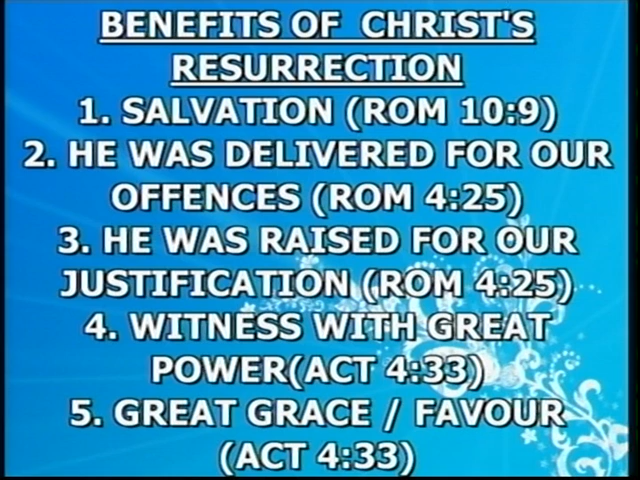 BENEFITS OF CHRIST'S
RESURRECTION
1. SALVATION (ROM 10:9)
2. HE WAS DELIVERED FOR OUR
OFFENCES (ROM 4:25)
3. HE WAS RAISED FOR OUR
JUSTIFICATION (ROM 4:25)
4. WITNESS WITH GREAT
POWER(ACT 4:33)
5. GREAT GRACE / FAVOUR
(ACT 4:33)